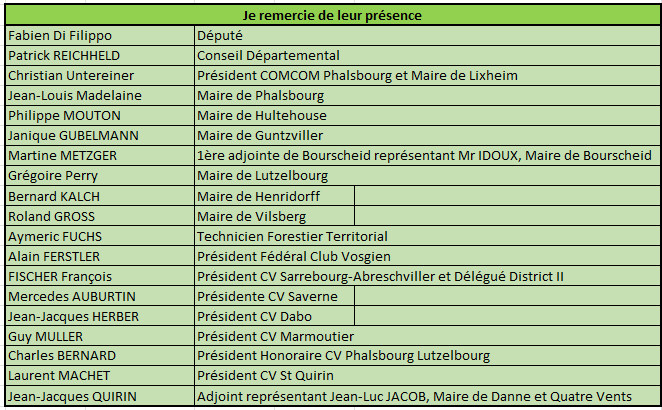 Je remercie de leur présence
Fabien Di Filippo Député
Patrick REICHHELD Conseil Départemental
Christian Untereiner Président COMCOM Phalsbourg et Maire de Lixheim
Jean-Louis Madelaine Maire de Phalsbourg
Philippe MOUTON Maire de Hultehouse
Janique GUBELMANN Maire de Guntzviller
Martine METZGER 1ère adjointe de Bourscheid représentant Mr IDOUX, Maire de Bourscheid
Grégoire Perry Maire de Lutzelbourg
Bernard KALCH Maire de Henridorff
Roland GROSS Maire de Vilsberg
Aymeric FUCHS Technicien Forestier Territorial
Alain FERSTLER Président Fédéral Club Vosgien
FISCHER François Président CV Sarrebourg-Abreschviller et Délégué District II
Mercedes AUBURTIN Présidente CV Saverne
Jean-Jacques HERBER Président CV Dabo
Guy MULLER Président CV Marmoutier
Charles BERNARD Président Honoraire CV Phalsbourg Lutzelbourg
Laurent MACHET Président CV St Quirin
Jean-Jacques QUIRIN Adjoint représentant Jean-Luc JACOB, Maire de Danne et Quatre Vents